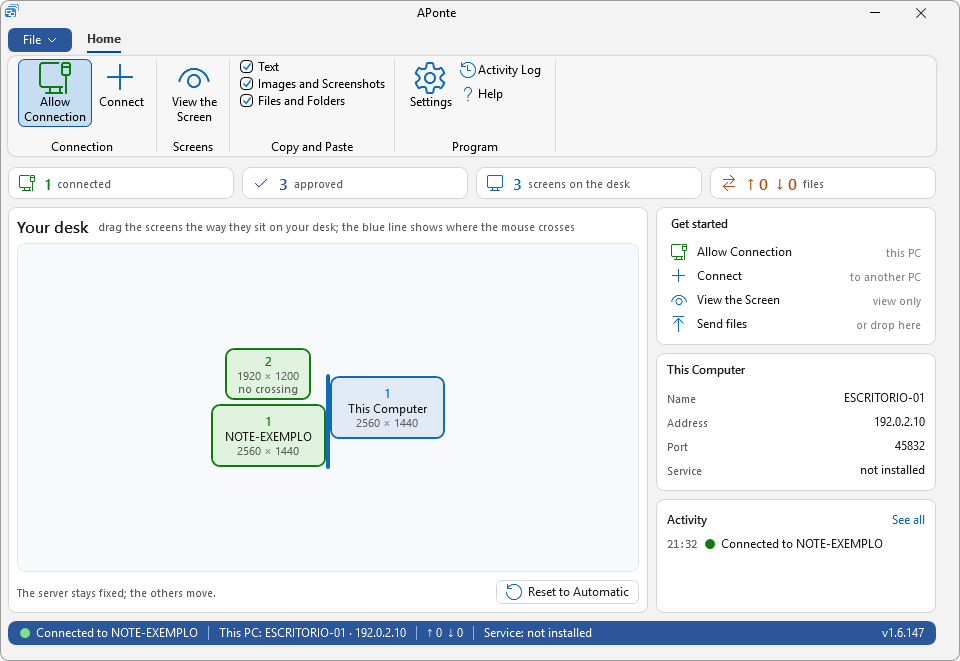 APonte
File
Home
Allow Connection
Connect
Connection
View the Screen
Screens
Text
Images and Screenshots
Files and Folders
Copy and Paste
Settings
Activity Log
? Help
Program
1 connected
3 approved
3 screens on the desk
↑ 0 ↓ 0 files
Your desk drag the screens the way they sit on your desk; the blue line shows where the mouse crosses
2
1920 × 1200
no crossing
1
NOTE-EXEMPLO
2560 × 1440
1
This Computer
2560 × 1440
The server stays fixed; the others move.
Reset to Automatic
Get started
Allow Connection this PC
Connect to another PC
View the Screen view only
Send files or drop here
This Computer
Name ESCRITORIO-01
Address 192.0.2.10
Port 45832
Service not installed
Activity See all
21:32 Connected to NOTE-EXEMPLO
Connected to NOTE-EXEMPLO | This PC: ESCRITORIO-01 · 192.0.2.10 | ↑ 0 ↓ 0 | Service: not installed v1.6.147